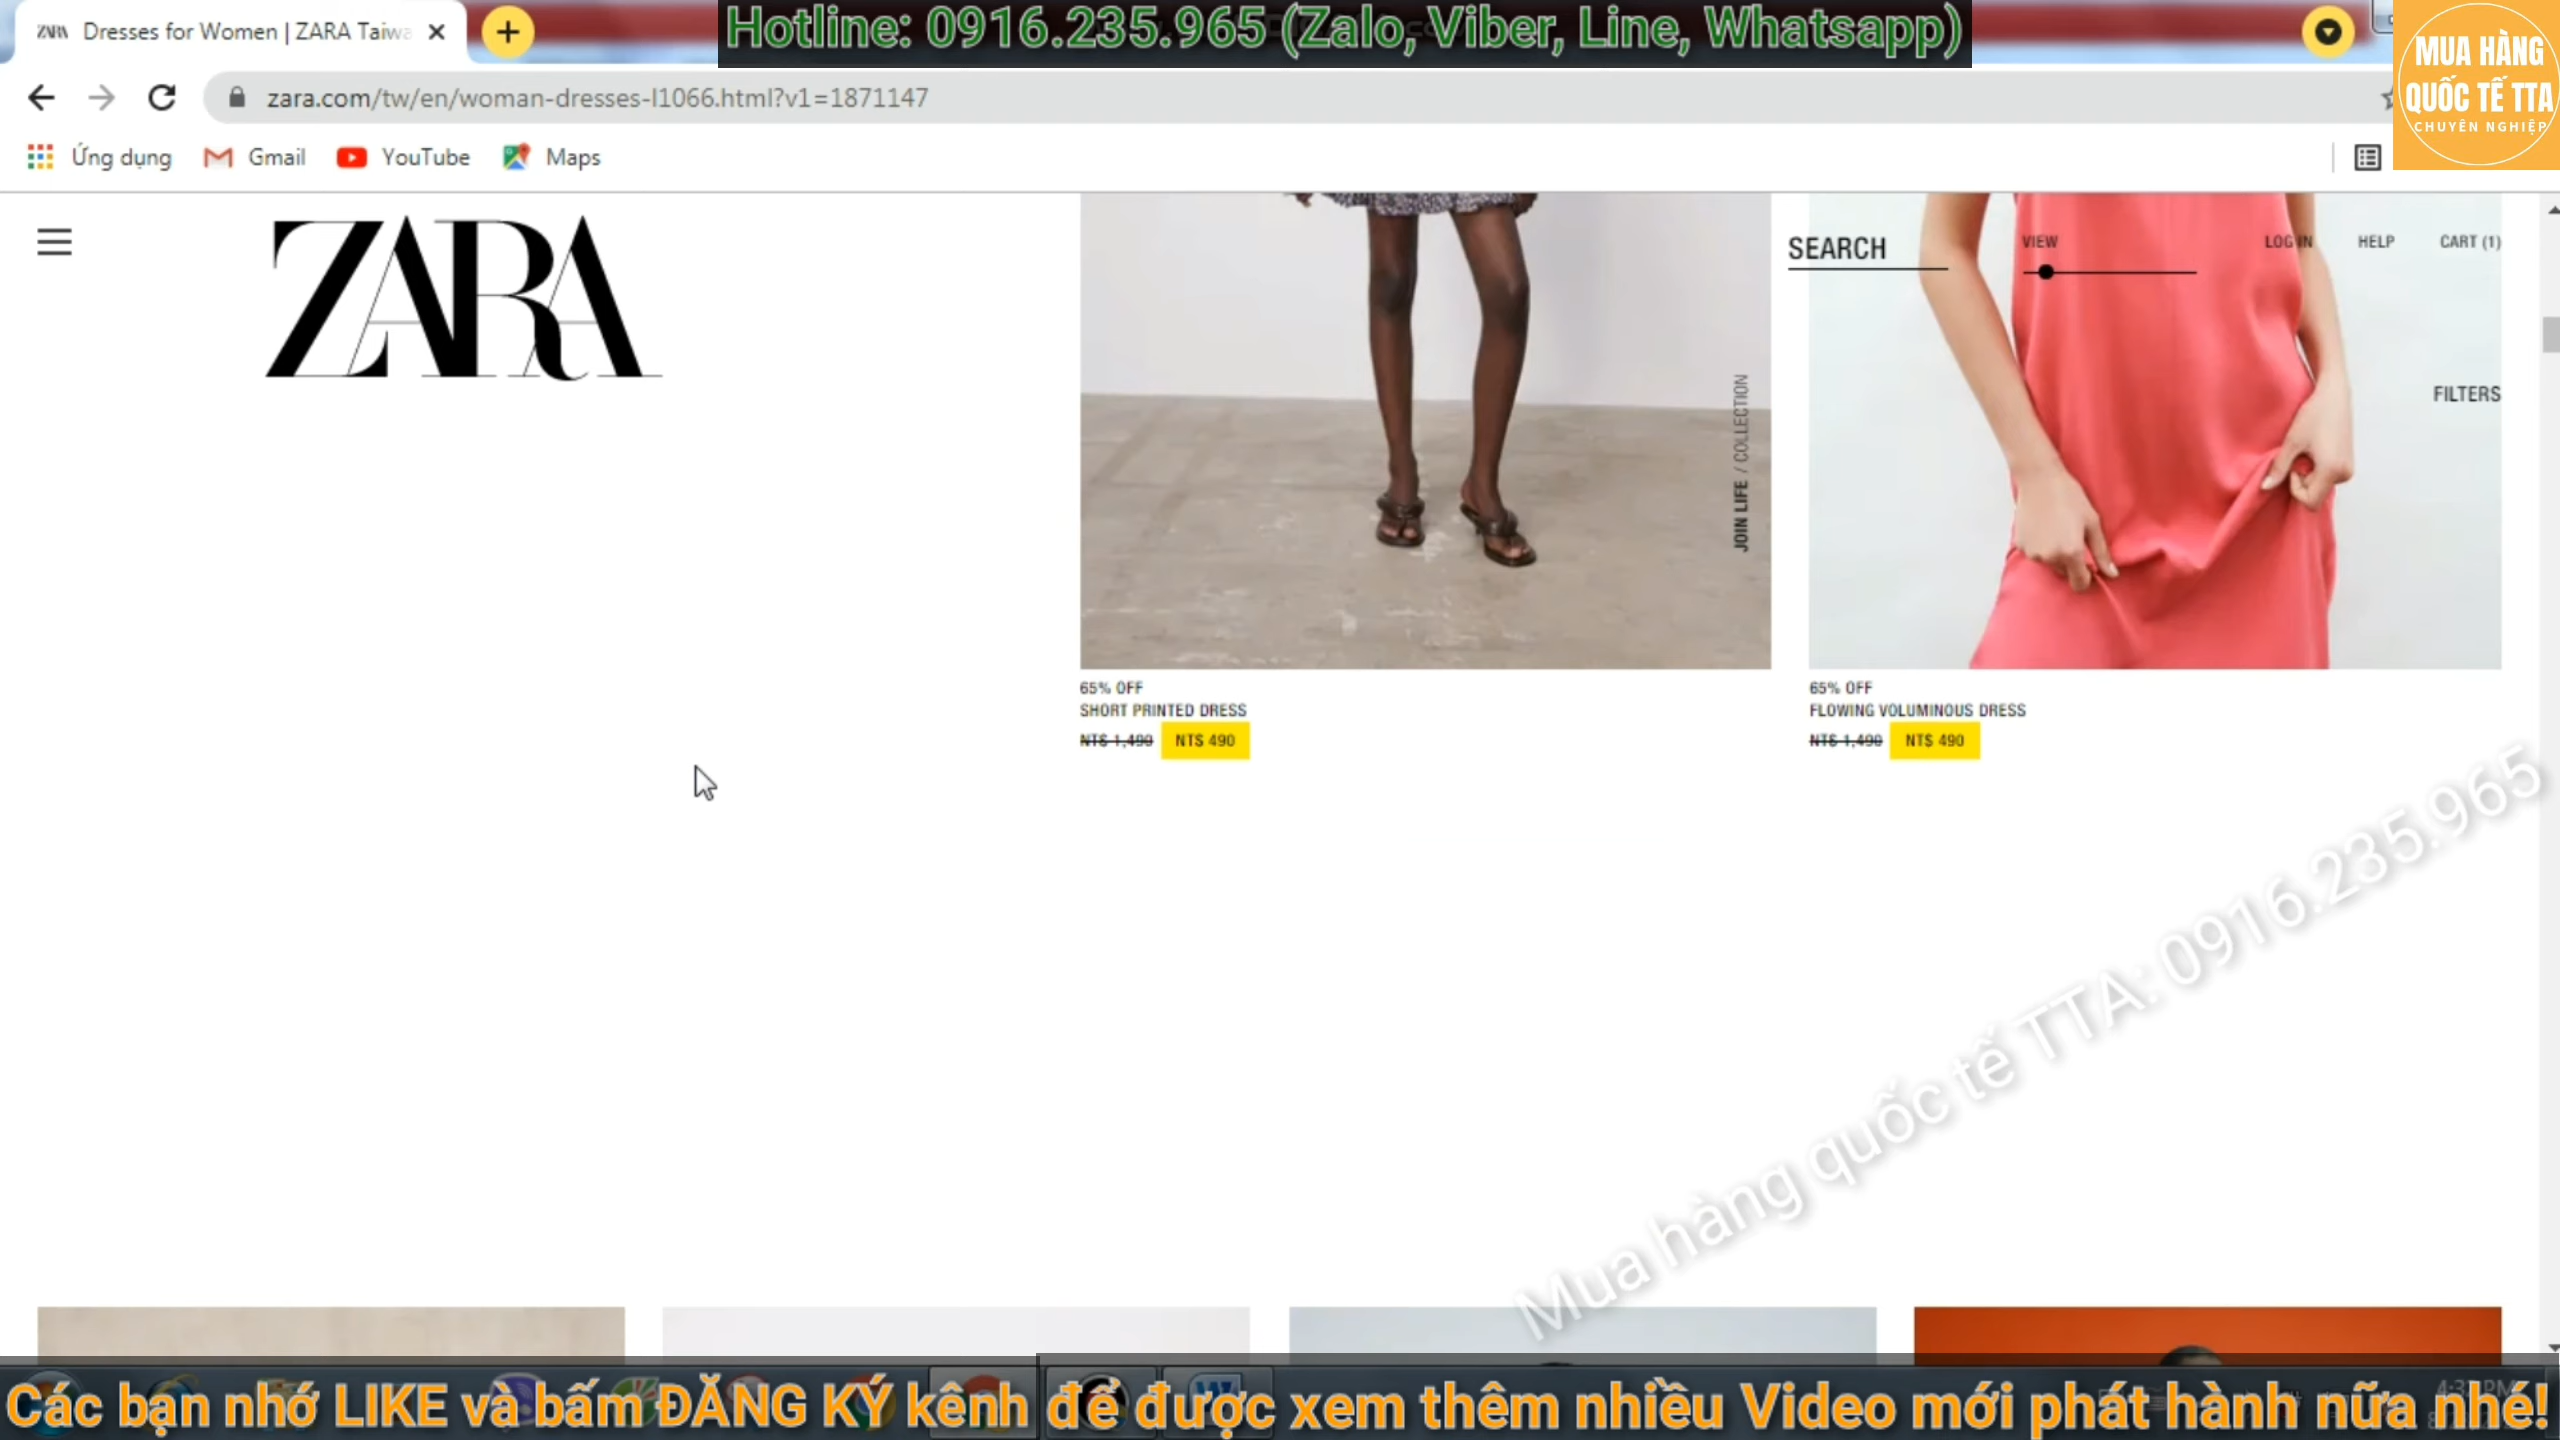 ZARA Dresses for Women | ZARA Taiwa
Hotline: 0916.235.965 (Zalo, Viber, Line, Whatsapp)
MUA HÀNG
QUỐC TẾ TTA
CHUYÊN NGHIỆP
zara.com/tw/en/woman-dresses-l1066.html?v1=1871147
Ứng dụng Gmail YouTube Maps
ZARA
SEARCH VIEW LOG IN HELP CART (1)
FILTERS
JOIN LIFE / COLLECTION
65% OFF
SHORT PRINTED DRESS
NT$ 1,490 NT$ 490
65% OFF
FLOWING VOLUMINOUS DRESS
NT$ 1,490 NT$ 490
Mua hàng quốc tế TTA: 0916.235.965
Các bạn nhớ LIKE và bấm ĐĂNG KÝ kênh để được xem thêm nhiều Video mới phát hành nữa nhé!